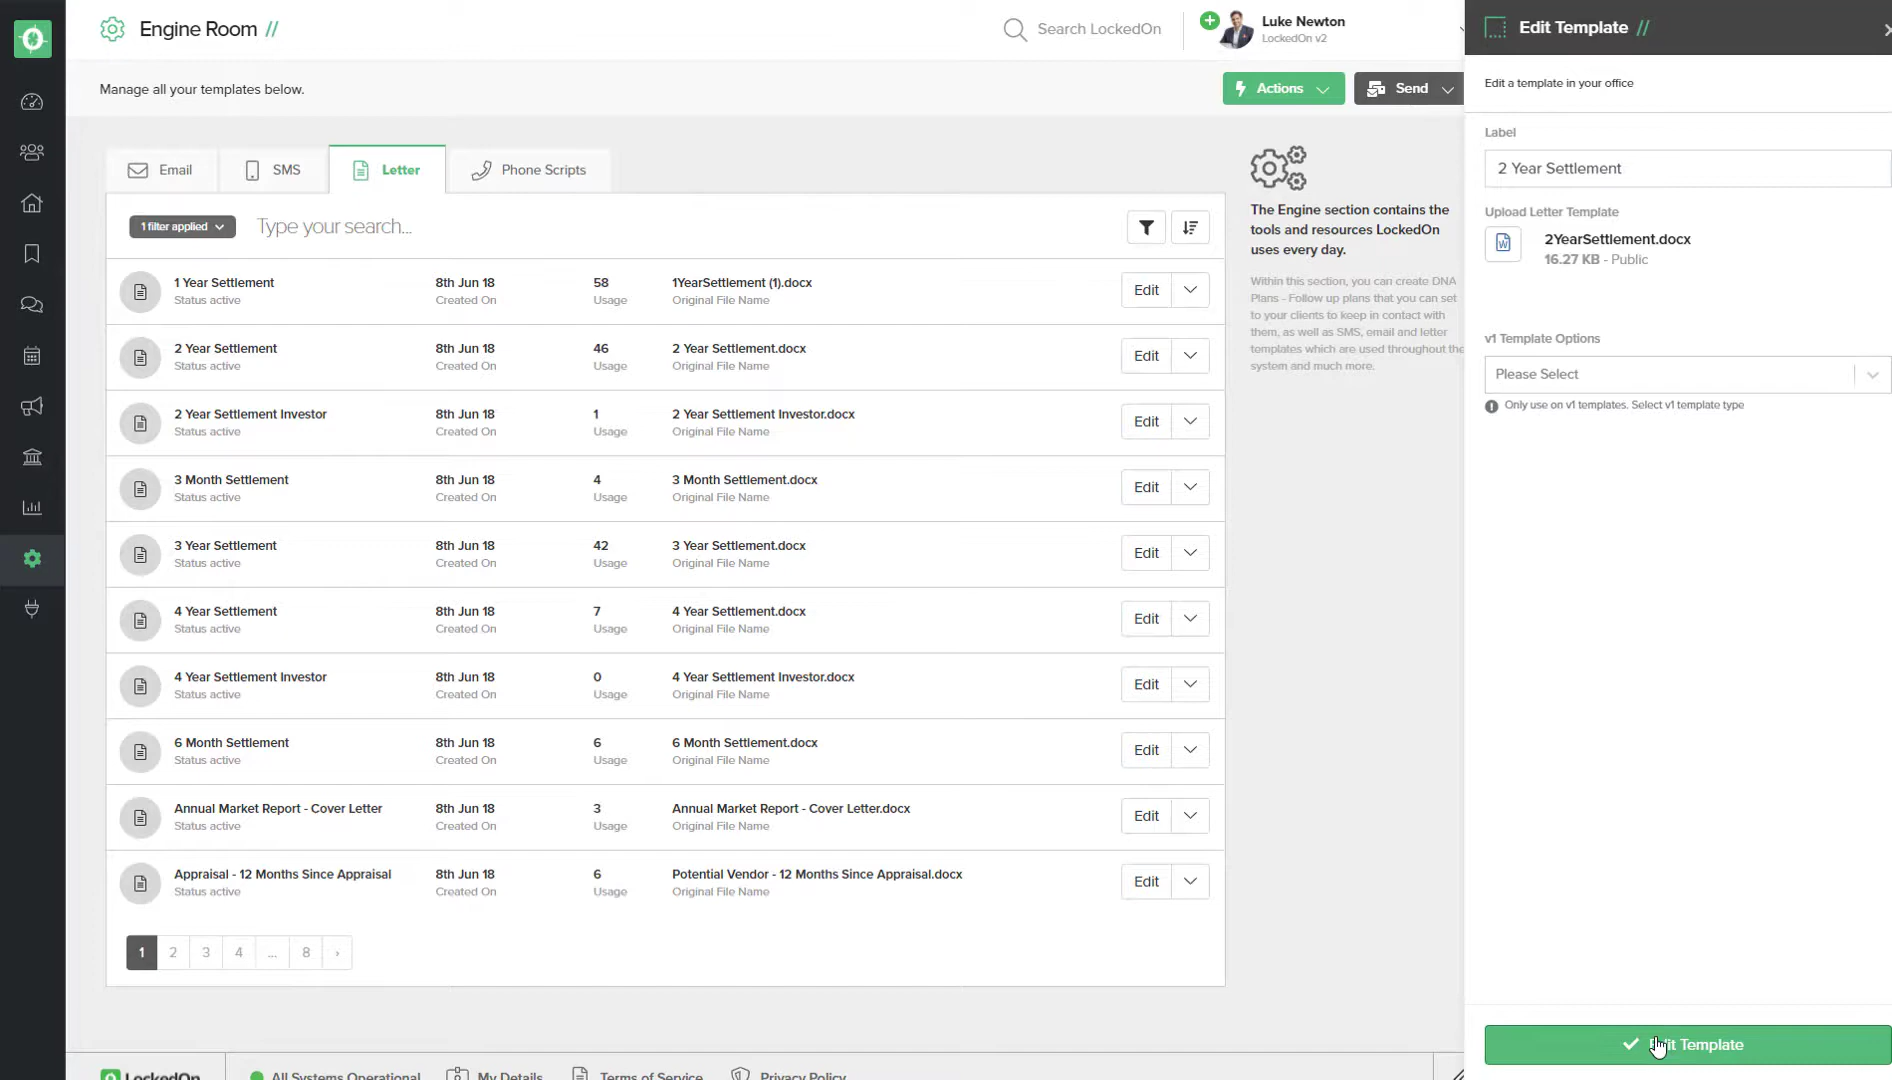 Engine Room //
Search LockedOn
Luke Newton
LockedOn v2
Manage all your templates below.
Actions
Send
Email
SMS
Letter
Phone Scripts
1 filter applied
Type your search...
1 Year Settlement
Status active
8th Jun 18
Created On
58
Usage
1YearSettlement (1).docx
Original File Name
Edit
2 Year Settlement
Status active
8th Jun 18
Created On
46
Usage
2 Year Settlement.docx
Original File Name
Edit
2 Year Settlement Investor
Status active
8th Jun 18
Created On
1
Usage
2 Year Settlement Investor.docx
Original File Name
Edit
3 Month Settlement
Status active
8th Jun 18
Created On
4
Usage
3 Month Settlement.docx
Original File Name
Edit
3 Year Settlement
Status active
8th Jun 18
Created On
42
Usage
3 Year Settlement.docx
Original File Name
Edit
4 Year Settlement
Status active
8th Jun 18
Created On
7
Usage
4 Year Settlement.docx
Original File Name
Edit
4 Year Settlement Investor
Status active
8th Jun 18
Created On
0
Usage
4 Year Settlement Investor.docx
Original File Name
Edit
6 Month Settlement
Status active
8th Jun 18
Created On
6
Usage
6 Month Settlement.docx
Original File Name
Edit
Annual Market Report - Cover Letter
Status active
8th Jun 18
Created On
3
Usage
Annual Market Report - Cover Letter.docx
Original File Name
Edit
Appraisal - 12 Months Since Appraisal
Status active
8th Jun 18
Created On
6
Usage
Potential Vendor - 12 Months Since Appraisal.docx
Original File Name
Edit
1 2 3 4 ... 8 ›
The Engine section contains the
tools and resources LockedOn
uses every day.
Within this section, you can create DNA
Plans - Follow up plans that you can set
to your clients to keep in contact with
them, as well as SMS, email and letter
templates which are used throughout the
system and much more.
LockedOn
All Systems Operational
My Details
Terms of Service
Privacy Policy
Edit Template //
Edit a template in your office
Label
2 Year Settlement
Upload Letter Template
2YearSettlement.docx
16.27 KB - Public
v1 Template Options
Please Select
Only use on v1 templates. Select v1 template type
Template